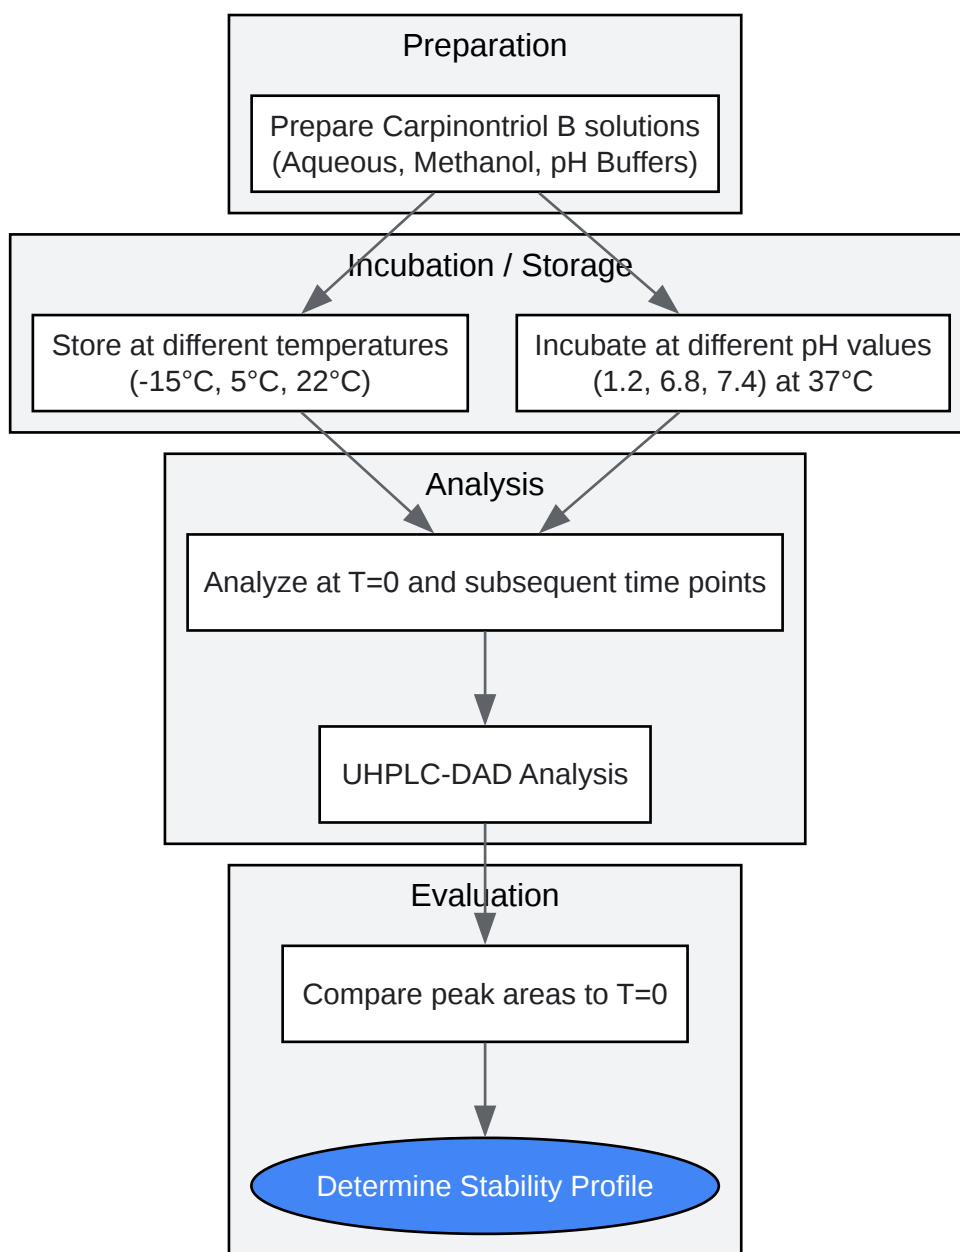 Preparation
Prepare Carpinontriol B solutions
(Aqueous, Methanol, pH Buffers)
Incubation / Storage
Store at different temperatures
(-15°C, 5°C, 22°C)
Incubate at different pH values
(1.2, 6.8, 7.4) at 37°C
Analysis
Analyze at T=0 and subsequent time points
UHPLC-DAD Analysis
Evaluation
Compare peak areas to T=0
Determine Stability Profile